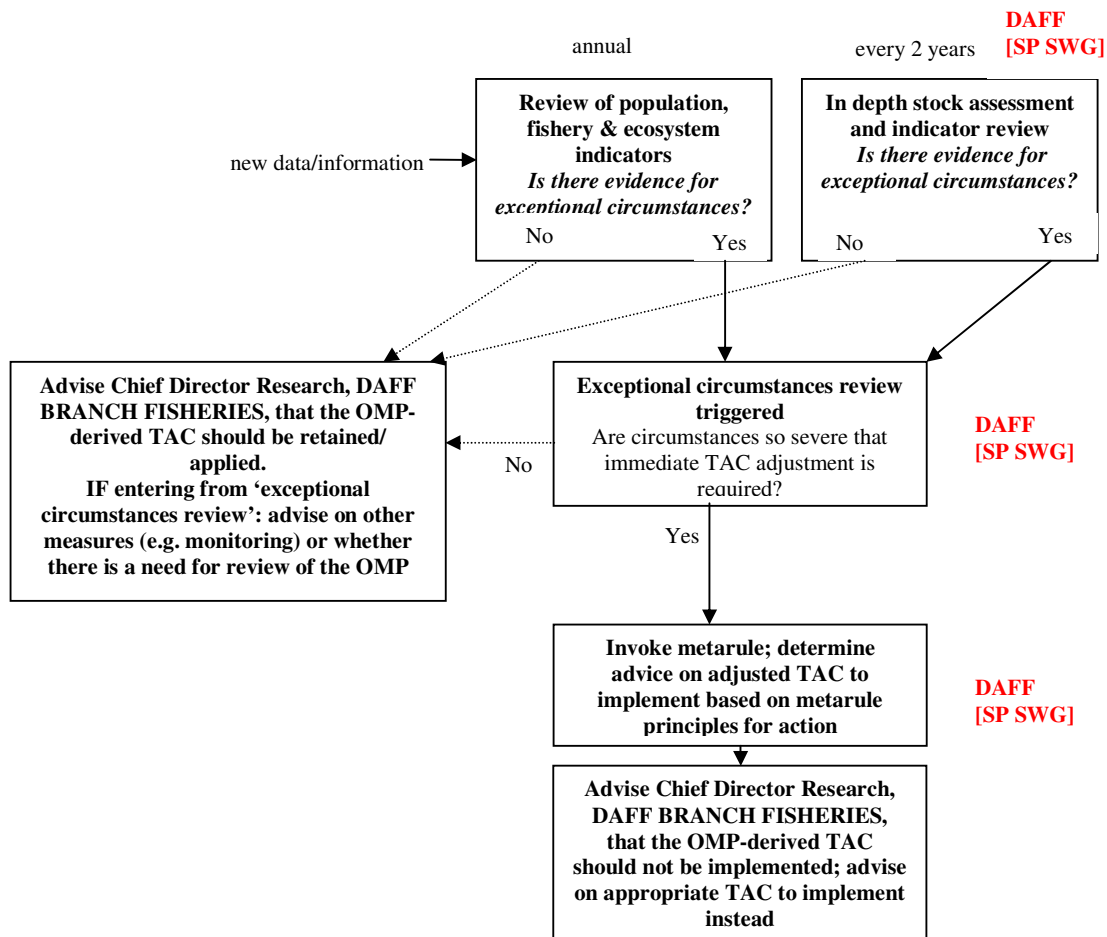 DAFF
[SP SWG]
annual
every 2 years
Review of population,
fishery & ecosystem
indicators
Is there evidence for
exceptional circumstances?
No
Yes
In depth stock assessment
and indicator review
Is there evidence for
exceptional circumstances?
No
Yes
new data/information
Advise Chief Director Research, DAFF
BRANCH FISHERIES, that the OMP-
derived TAC should be retained/
applied.
IF entering from ‘exceptional
circumstances review’: advise on other
measures (e.g. monitoring) or whether
there is a need for review of the OMP
No
Exceptional circumstances review
triggered
Are circumstances so severe that
immediate TAC adjustment is
required?
DAFF
[SP SWG]
Yes
Invoke metarule; determine
advice on adjusted TAC to
implement based on metarule
principles for action
DAFF
[SP SWG]
Advise Chief Director Research,
DAFF BRANCH FISHERIES,
that the OMP-derived TAC
should not be implemented; advise
on appropriate TAC to implement
instead